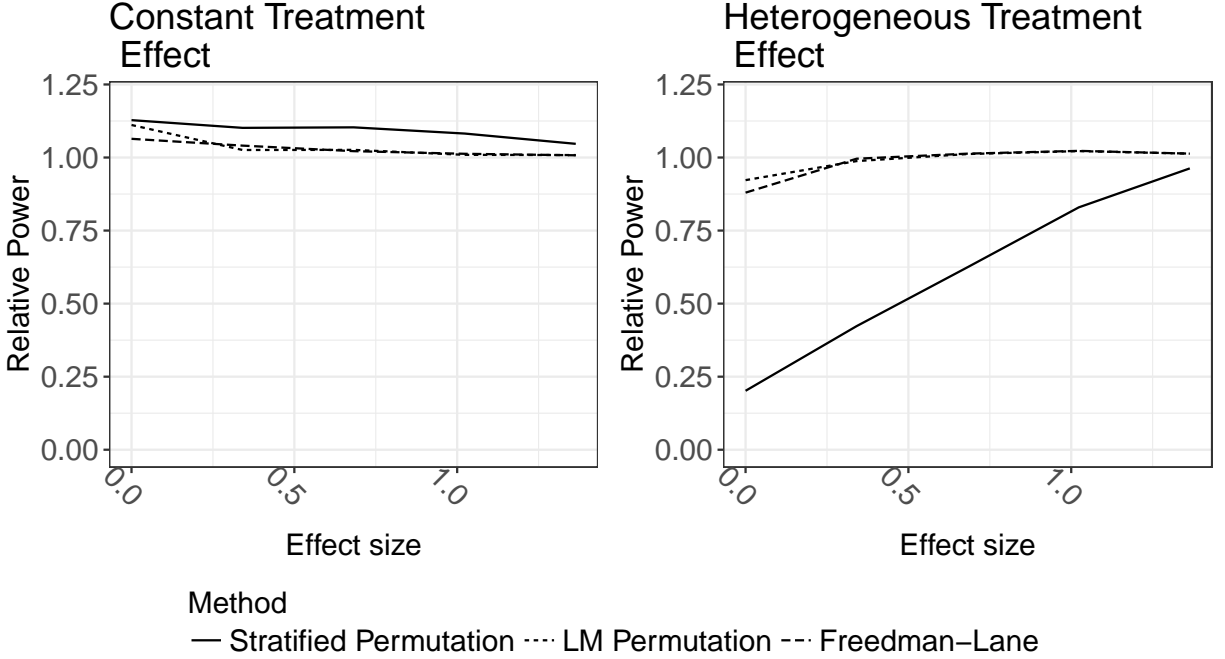 Constant Treatment
Effect
Relative Power
1.25
1.00
0.75
0.50
0.25
0.00
0.0
0.5
1.0
Effect size
Heterogeneous Treatment
Effect
Relative Power
1.25
1.00
0.75
0.50
0.25
0.00
0.0
0.5
1.0
Effect size
Method
Stratified Permutation LM Permutation Freedman−Lane